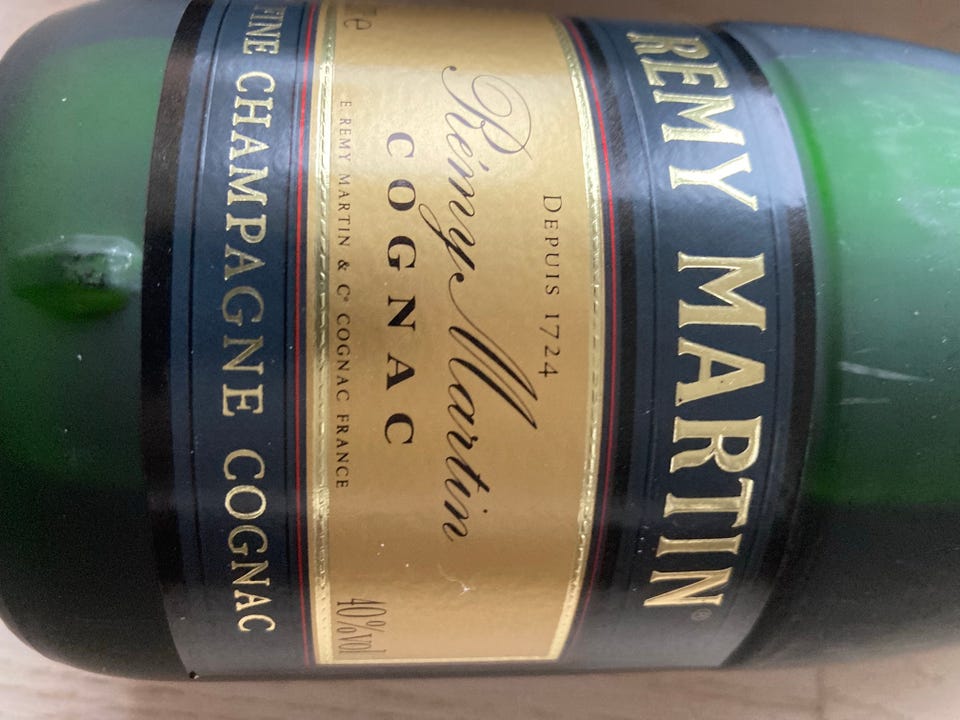 REMY MARTIN®
DEPUIS 1724
Rémy Martin
COGNAC
E. REMY MARTIN & Cº COGNAC FRANCE
40%vol
FINE CHAMPAGNE COGNAC